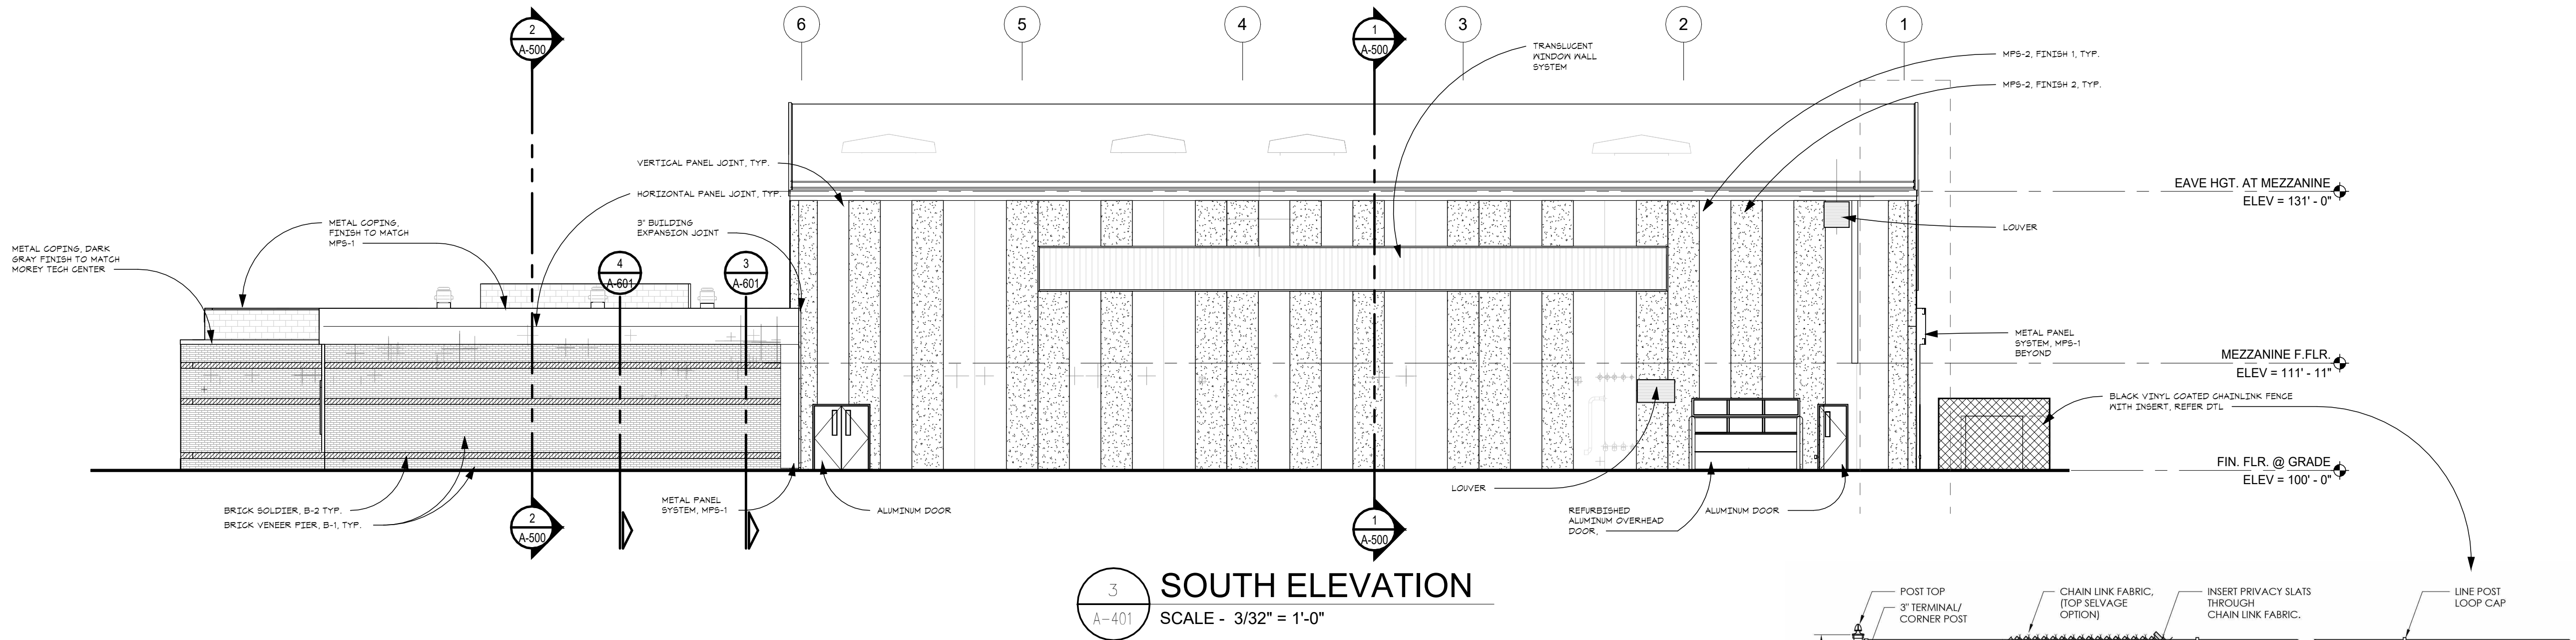 2
A-500
6
5
4
1
A-500
3
2
1
TRANSLUCENT
WINDOW WALL
SYSTEM
MPS-2, FINISH 1, TYP.
MPS-2, FINISH 2, TYP.
VERTICAL PANEL JOINT, TYP.
HORIZONTAL PANEL JOINT, TYP.
3" BUILDING
EXPANSION JOINT
METAL COPING,
FINISH TO MATCH
MPS-1
METAL COPING, DARK
GRAY FINISH TO MATCH
MOREY TECH CENTER
4
A-601
3
A-601
EAVE HGT. AT MEZZANINE
ELEV = 131' - 0"
LOUVER
METAL PANEL
SYSTEM, MPS-1
BEYOND
MEZZANINE F.FLR.
ELEV = 111' - 11"
BLACK VINYL COATED CHAINLINK FENCE
WITH INSERT, REFER DTL
FIN. FLR. @ GRADE
ELEV = 100' - 0"
BRICK SOLDIER, B-2 TYP.
BRICK VENEER PIER, B-1, TYP.
2
A-500
METAL PANEL
SYSTEM, MPS-1
ALUMINUM DOOR
1
A-500
LOUVER
REFURBISHED
ALUMINUM OVERHEAD
DOOR,
ALUMINUM DOOR
3
A-401
SOUTH ELEVATION
SCALE - 3/32" = 1'-0"
POST TOP
3" TERMINAL/
CORNER POST
CHAIN LINK FABRIC,
(TOP SELVAGE
OPTION)
INSERT PRIVACY SLATS
THROUGH
CHAIN LINK FABRIC.
LINE POST
LOOP CAP